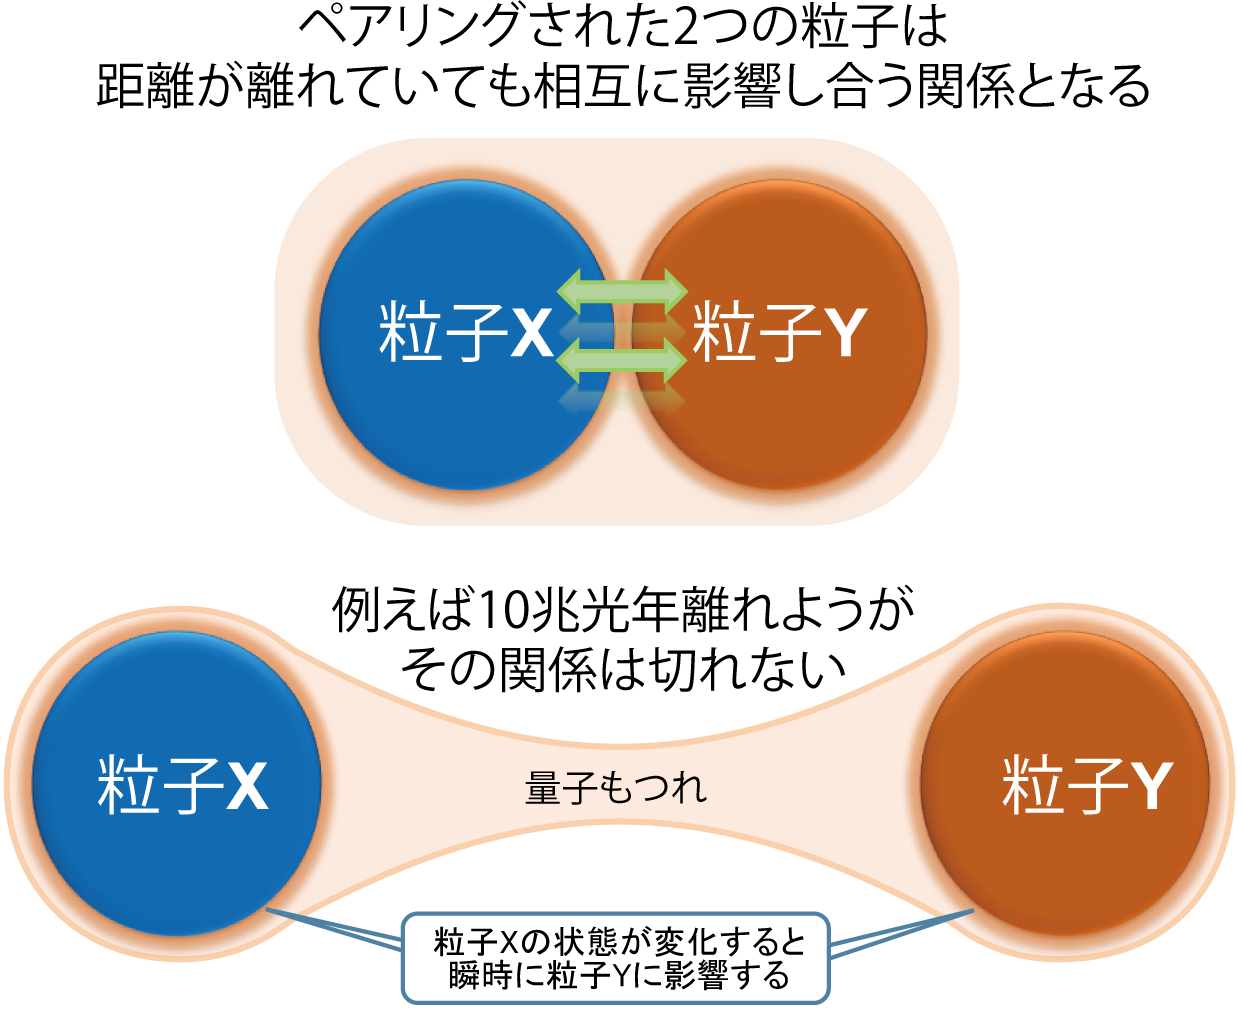 ペアリングされた2つの粒子は
距離が離れていても相互に影響し合う関係となる
粒子X
粒子Y
例えば10兆光年離れようが
その関係は切れない
粒子X
量子もつれ
粒子Y
粒子Xの状態が変化すると
瞬時に粒子Yに影響する